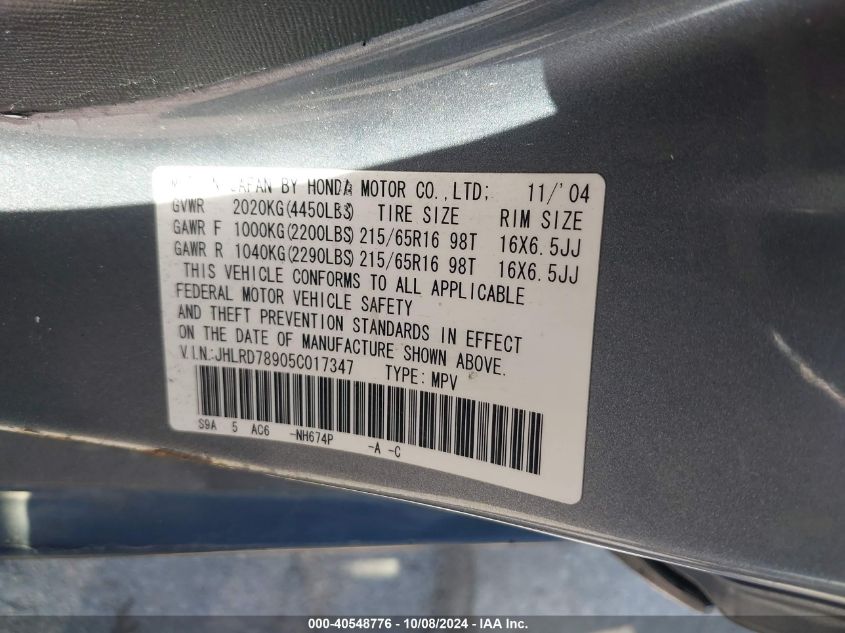 JAPAN BY HONDA MOTOR CO.,LTD; 11/'04
GVWR 2020KG(4450LBS) TIRE SIZE RIM SIZE
GAWR F 1000KG(2200LBS) 215/65R16 98T 16X6.5JJ
GAWR R 1040KG(2290LBS) 215/65R16 98T 16X6.5JJ
THIS VEHICLE CONFORMS TO ALL APPLICABLE
FEDERAL MOTOR VEHICLE SAFETY
AND THEFT PREVENTION STANDARDS IN EFFECT
ON THE DATE OF MANUFACTURE SHOWN ABOVE.
V.I.N.:JHLRD78905C017347 TYPE: MPV
S9A 5 AC6 -NH674P -A -C
000-40548776 - 10/08/2024 - IAA Inc.